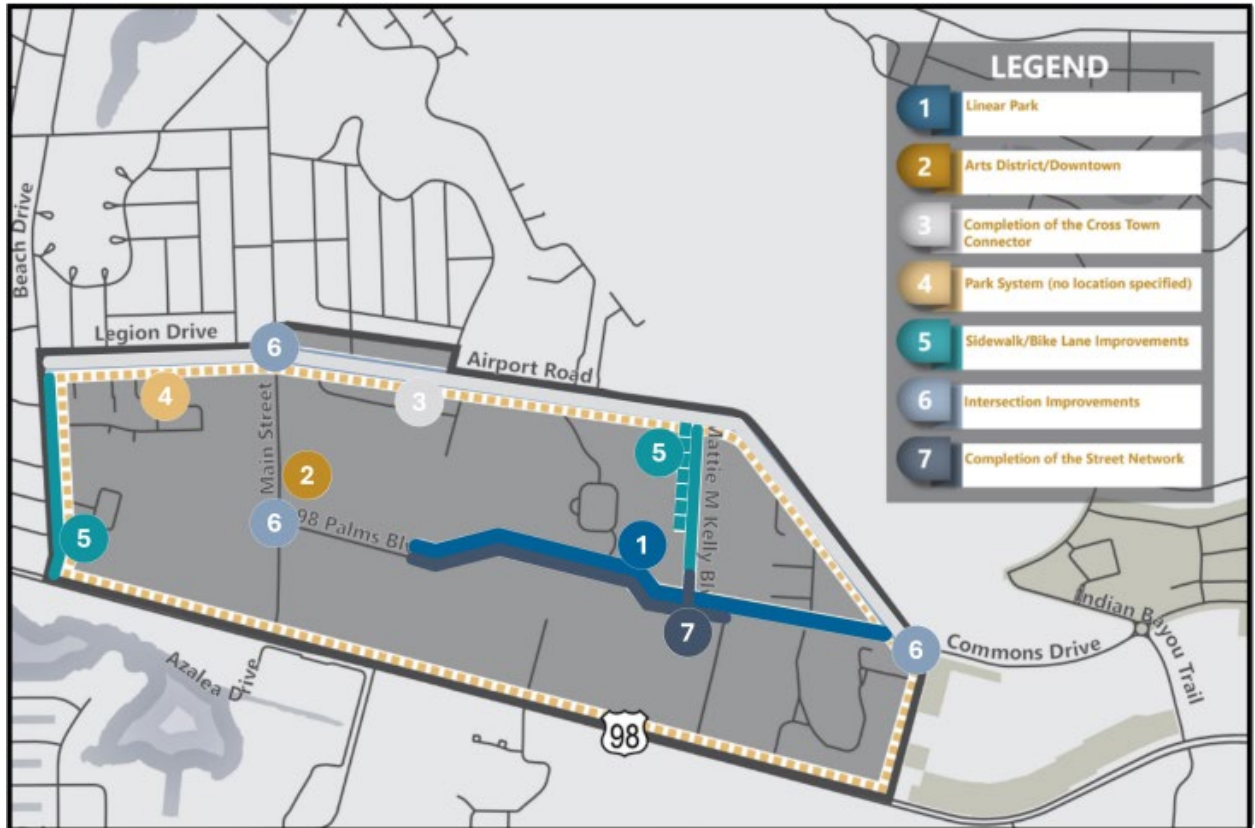 LEGEND
1 Linear Park
2 Arts District/Downtown
3 Completion of the Cross Town
Connector
4 Park System (no location specified)
5 Sidewalk/Bike Lane Improvements
6 Intersection Improvements
7 Completion of the Street Network
Beach Drive
Legion Drive
6
Airport Road
4
3
Main Street
2
5
Mattie M Kelly Bl
6
98 Palms Blv
1
5
7
6
Commons Drive
Indian Bayou Trail
Azalea Drive
98